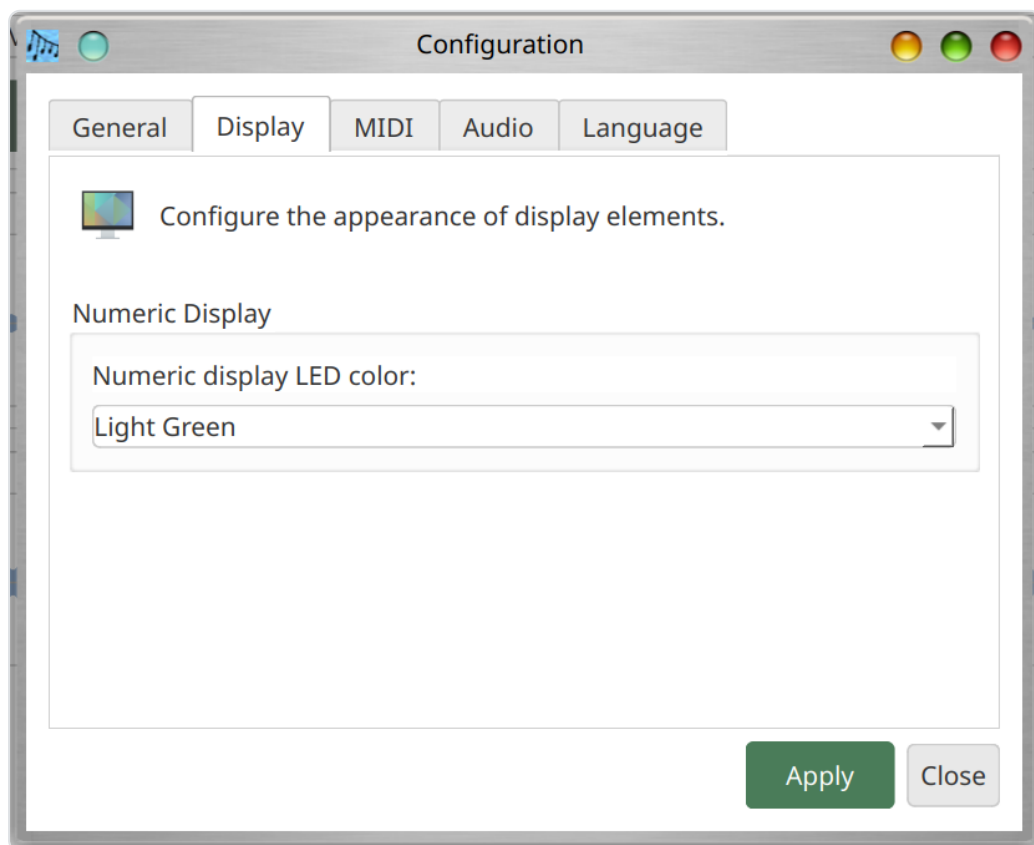 Configuration
General Display MIDI Audio Language
Configure the appearance of display elements.
Numeric Display
Numeric display LED color:
Light Green
Apply Close